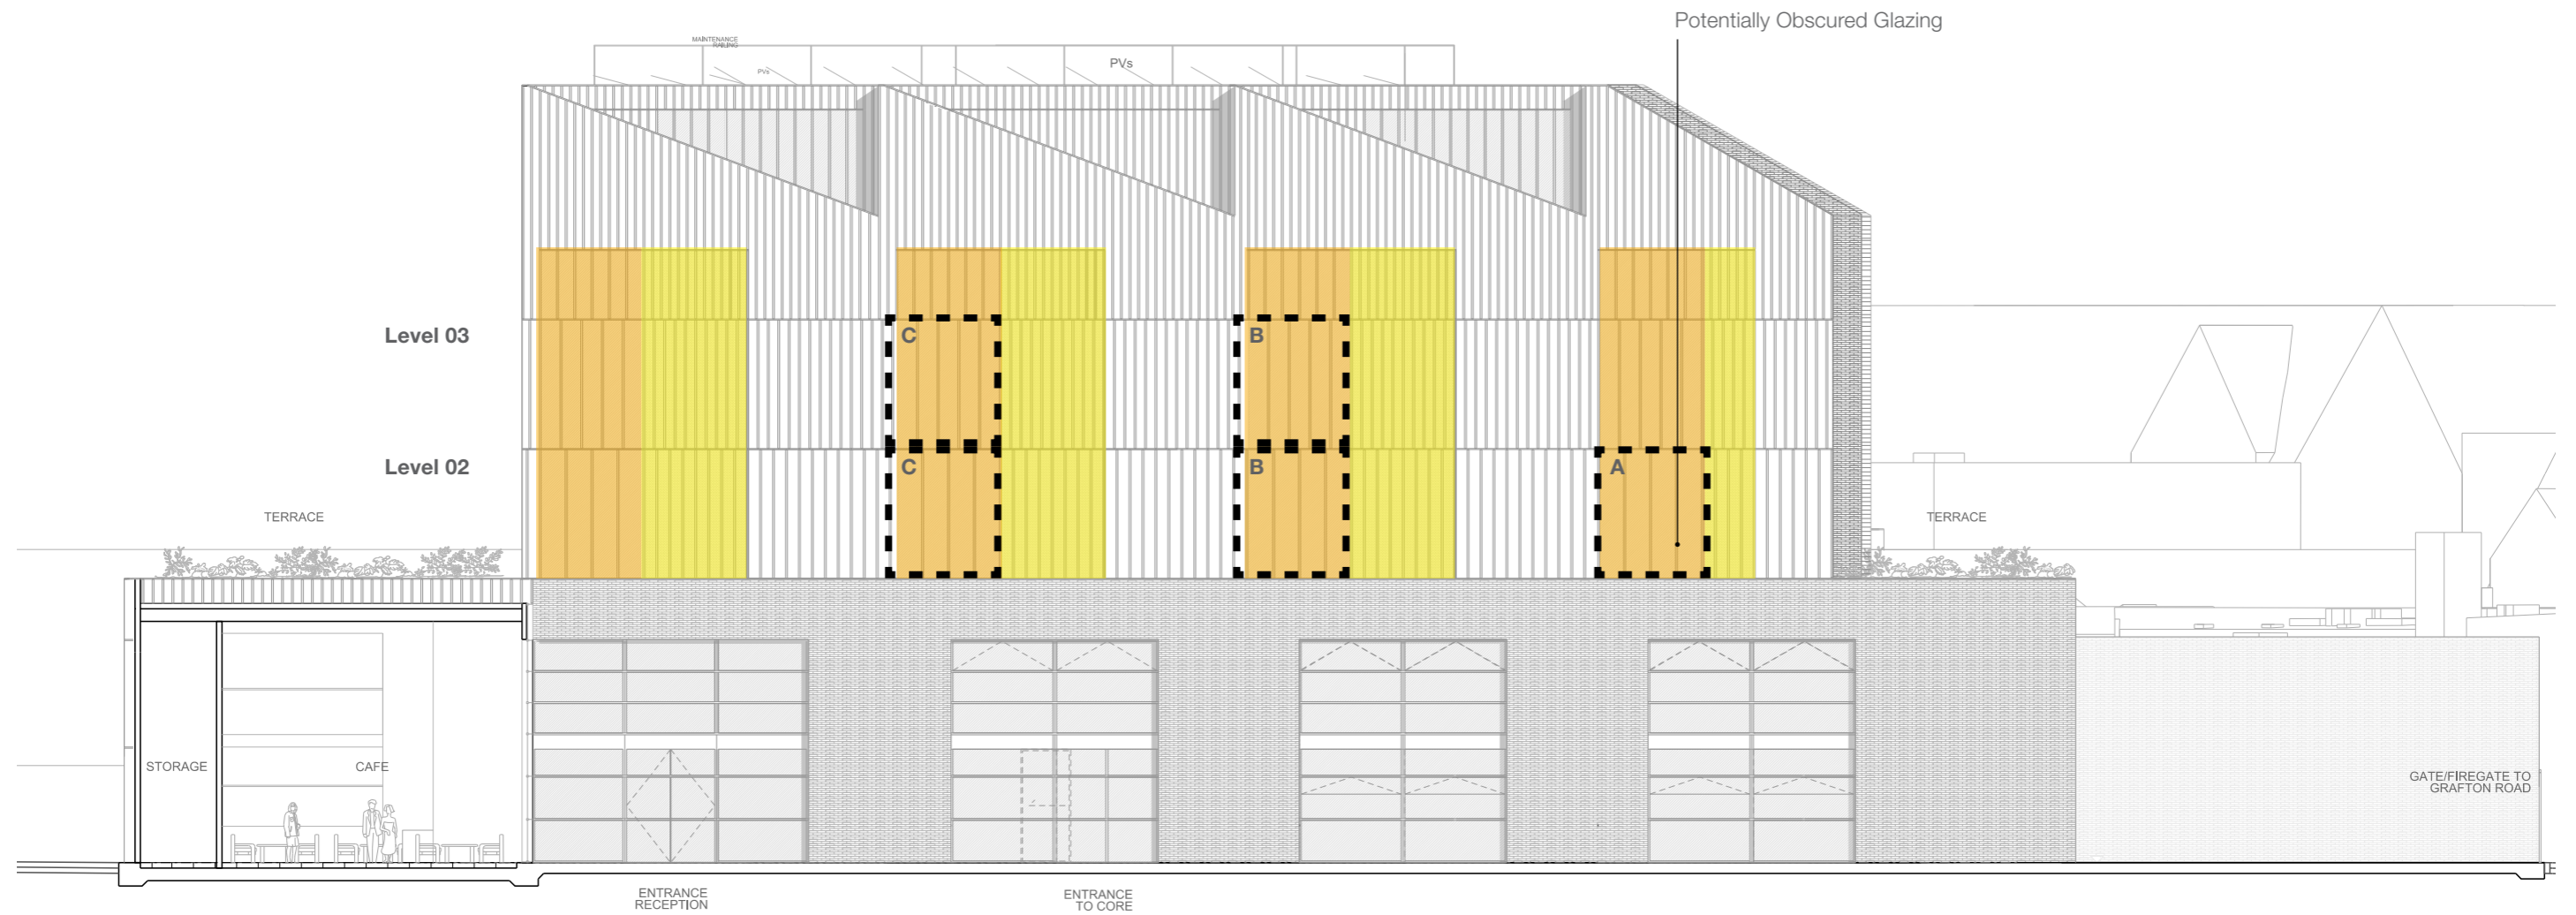 Potentially Obscured Glazing
MAINTENANCE
RAILING
PVs
PVs
Level 03
C
B
Level 02
C
B
A
TERRACE
TERRACE
STORAGE
CAFE
GATE/FIREGATE TO
GRAFTON ROAD
ENTRANCE
RECEPTION
ENTRANCE
TO CORE